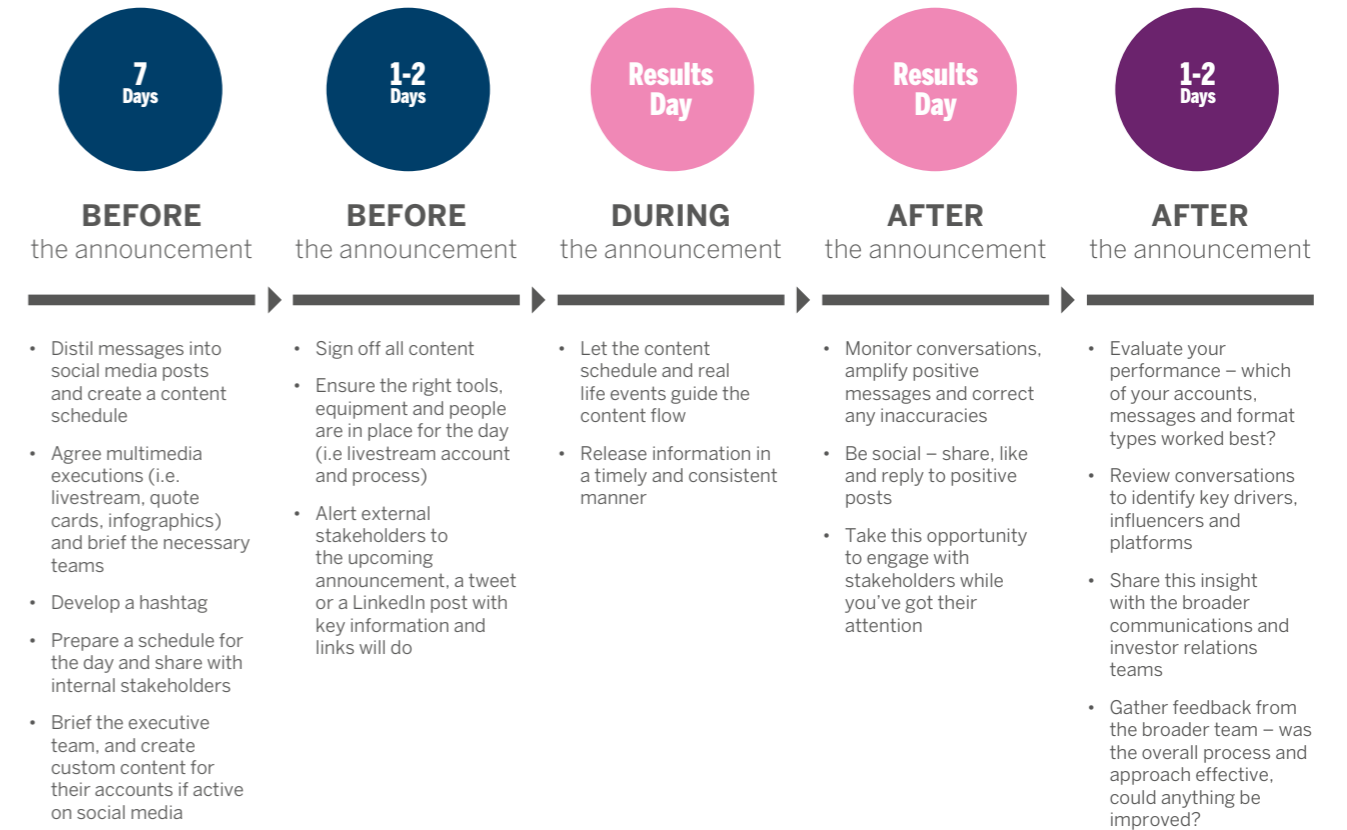 7
Days
BEFORE
the announcement
• Distil messages into
social media posts
and create a content
schedule
• Agree multimedia
executions (i.e.
livestream, quote
cards, infographics)
and brief the necessary
teams
• Develop a hashtag
• Prepare a schedule for
the day and share with
internal stakeholders
• Brief the executive
team, and create
custom content for
their accounts if active
on social media
1-2
Days
BEFORE
the announcement
• Sign off all content
• Ensure the right tools,
equipment and people
are in place for the day
(i.e livestream account
and process)
• Alert external
stakeholders to
the upcoming
announcement, a tweet
or a LinkedIn post with
key information and
links will do
Results
Day
DURING
the announcement
• Let the content
schedule and real
life events guide the
content flow
• Release information in
a timely and consistent
manner
Results
Day
AFTER
the announcement
• Monitor conversations,
amplify positive
messages and correct
any inaccuracies
• Be social – share, like
and reply to positive
posts
• Take this opportunity
to engage with
stakeholders while
you've got their
attention
1-2
Days
AFTER
the announcement
• Evaluate your
performance – which
of your accounts,
messages and format
types worked best?
• Review conversations
to identify key drivers,
influencers and
platforms
• Share this insight
with the broader
communications and
investor relations
teams
• Gather feedback from
the broader team – was
the overall process and
approach effective,
could anything be
improved?